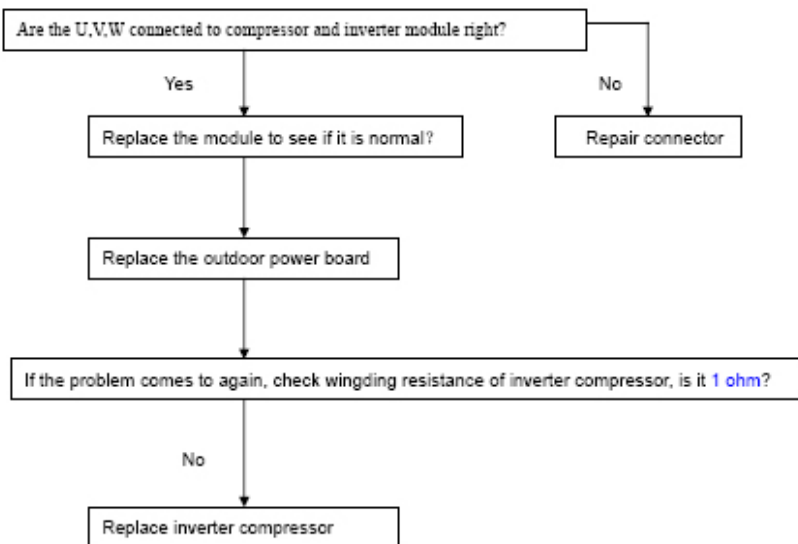 Are the U,V,W connected to compressor and inverter module right?
Yes
No
Replace the module to see if it is normal?
Repair connector
Replace the outdoor power board
If the problem comes to again, check wingding resistance of inverter compressor, is it 1 ohm?
No
Replace inverter compressor